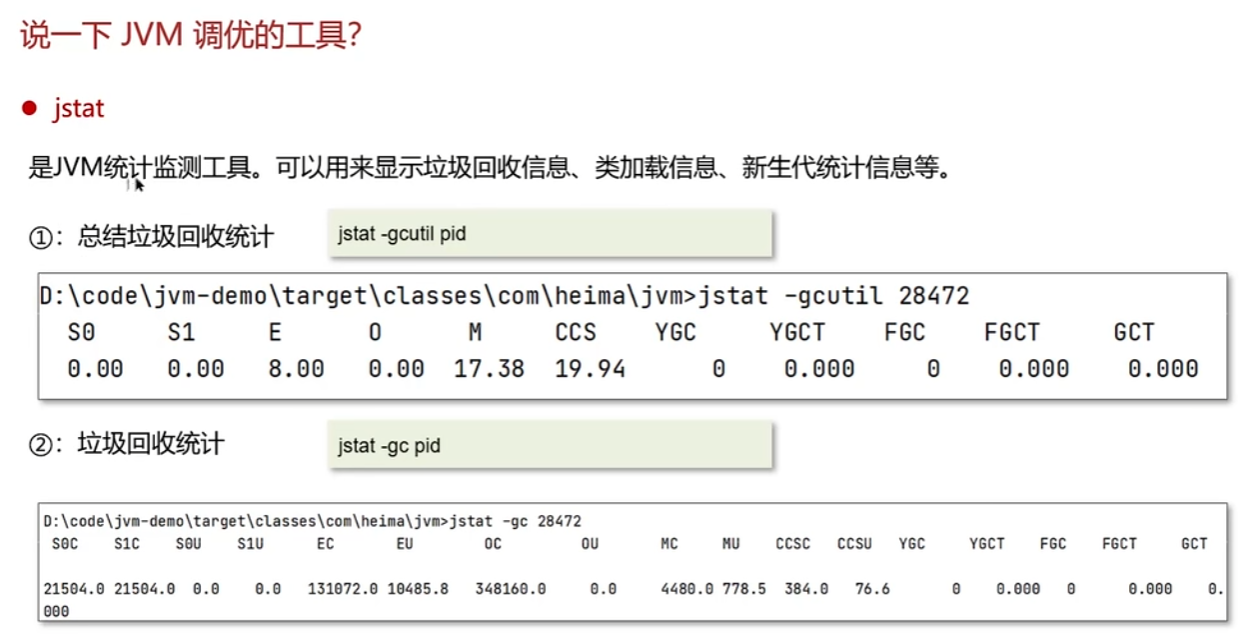 说一下 JVM 调优的工具？
● jstat
是JVM统计监测工具。可以用来显示垃圾回收信息、类加载信息、新生代统计信息等。
①：总结垃圾回收统计 jstat -gcutil pid
D:\code\jvm-demo\target\classes\com\heima\jvm>jstat -gcutil 28472
S0 S1 E O M CCS YGC YGCT FGC FGCT GCT
0.00 0.00 8.00 0.00 17.38 19.94 0 0.000 0 0.000 0.000
②：垃圾回收统计 jstat -gc pid
D:\code\jvm-demo\target\classes\com\heima\jvm>jstat -gc 28472
S0C S1C S0U S1U EC EU OC OU MC MU CCSC CCSU YGC YGCT FGC FGCT GCT
21504.0 21504.0 0.0 0.0 131072.0 10485.8 348160.0 0.0 4480.0 778.5 384.0 76.6 0 0.000 0 0.000 0.
000